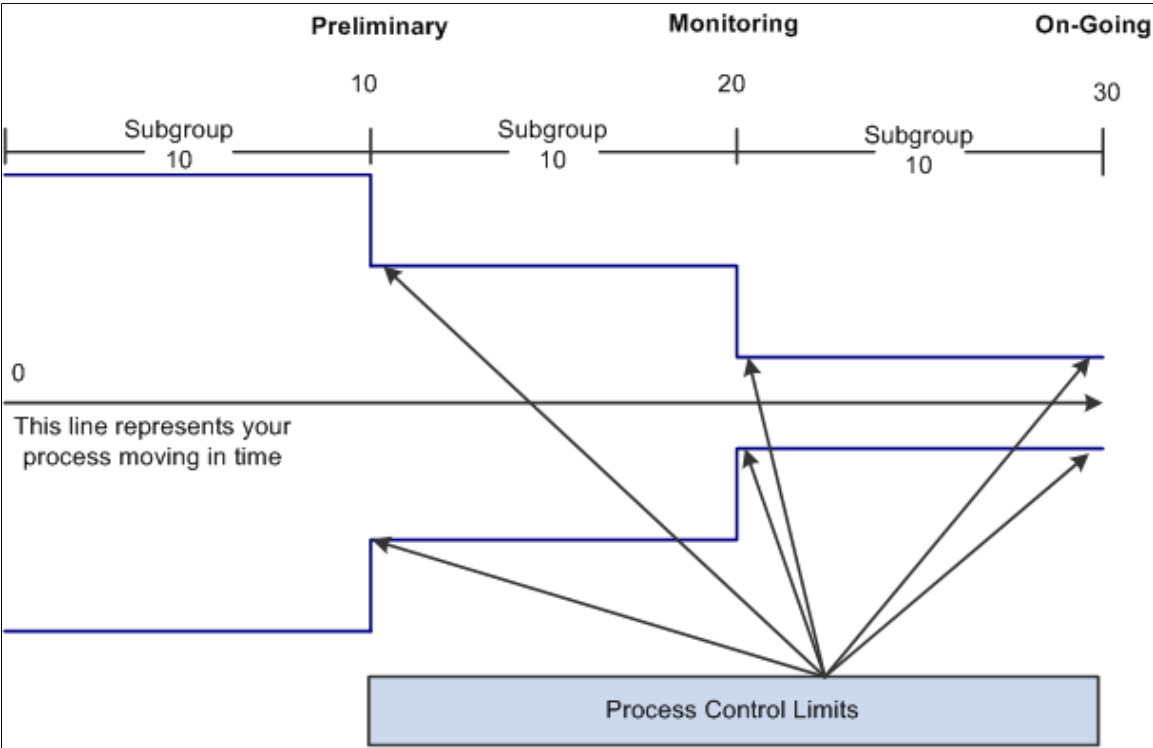 Preliminary
Monitoring
On-Going
10
20
30
Subgroup
10
Subgroup
10
Subgroup
10
0
This line represents your
process moving in time
Process Control Limits